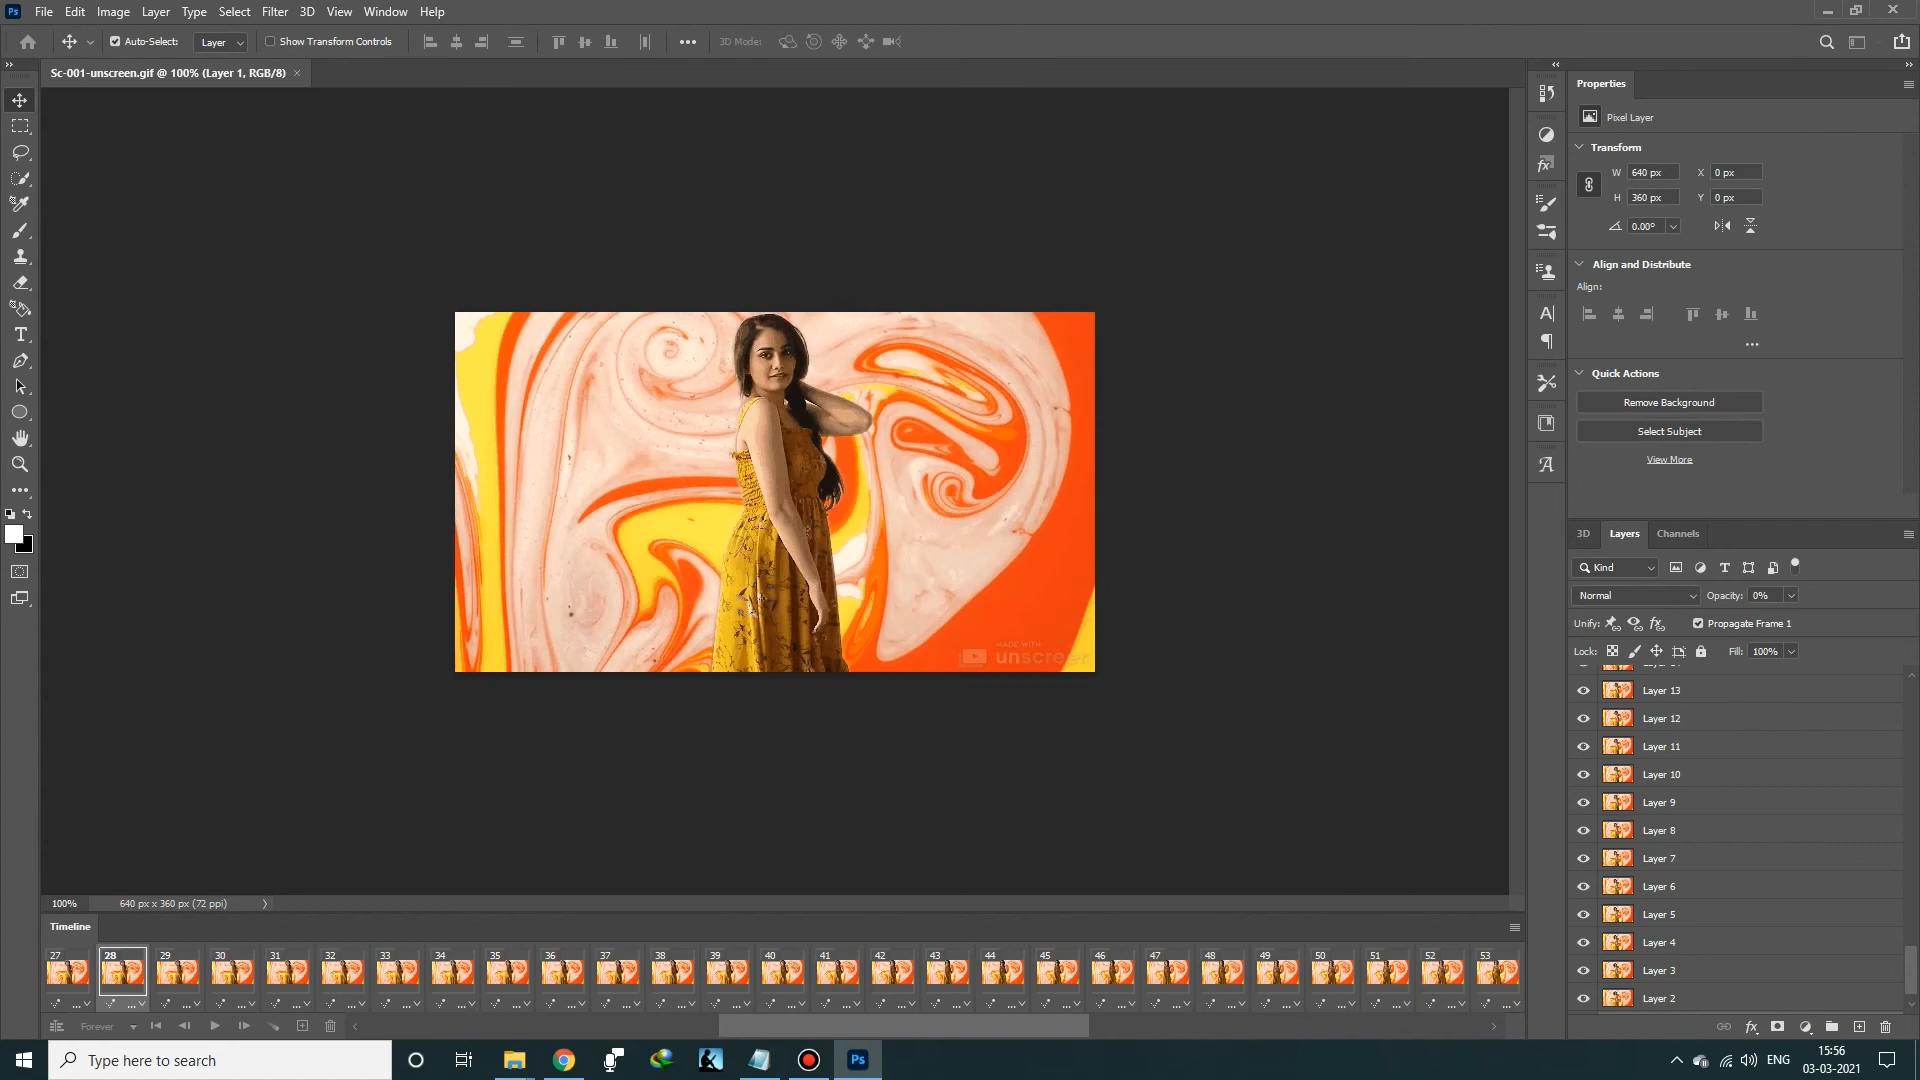 Ps File Edit Image Layer Type Select Filter 3D View Window Help
Auto-Select: Layer Show Transform Controls 3D Mode:
Sc-001-unscreen.gif @ 100% (Layer 1, RGB/8) ×
Properties
Pixel Layer
Transform
W 640 px X 0 px
H 360 px Y 0 px
0.00°
Align and Distribute
Align:
Quick Actions
Remove Background
Select Subject
View More
MADE WITH
unscreen
3D Layers Channels
Kind
Normal Opacity: 0%
Unify: Propagate Frame 1
Lock: Fill: 100%
Layer 13
Layer 12
Layer 11
Layer 10
Layer 9
Layer 8
Layer 7
Layer 6
Layer 5
Layer 4
Layer 3
Layer 2
100% 640 px x 360 px (72 ppi)
Timeline
27 28 29 30 31 32 33 34 35 36 37 38 39 40 41 42 43 44 45 46 47 48 49 50 51 52 53
Forever
Type here to search
Ps
ENG
15:56
03-03-2021